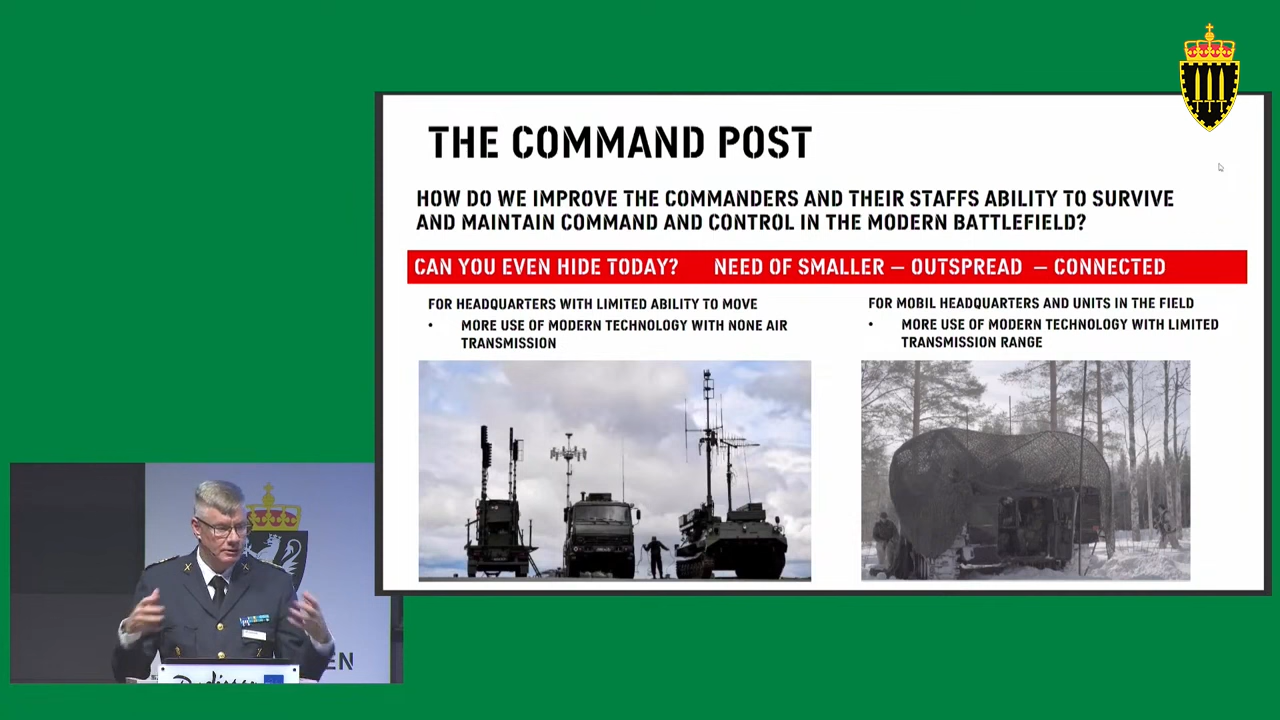 THE COMMAND POST
HOW DO WE IMPROVE THE COMMANDERS AND THEIR STAFFS ABILITY TO SURVIVE
AND MAINTAIN COMMAND AND CONTROL IN THE MODERN BATTLEFIELD?
CAN YOU EVEN HIDE TODAY? NEED OF SMALLER – OUTSPREAD – CONNECTED
FOR HEADQUARTERS WITH LIMITED ABILITY TO MOVE
• MORE USE OF MODERN TECHNOLOGY WITH NONE AIR
TRANSMISSION
FOR MOBIL HEADQUARTERS AND UNITS IN THE FIELD
• MORE USE OF MODERN TECHNOLOGY WITH LIMITED
TRANSMISSION RANGE
EN
Radisson